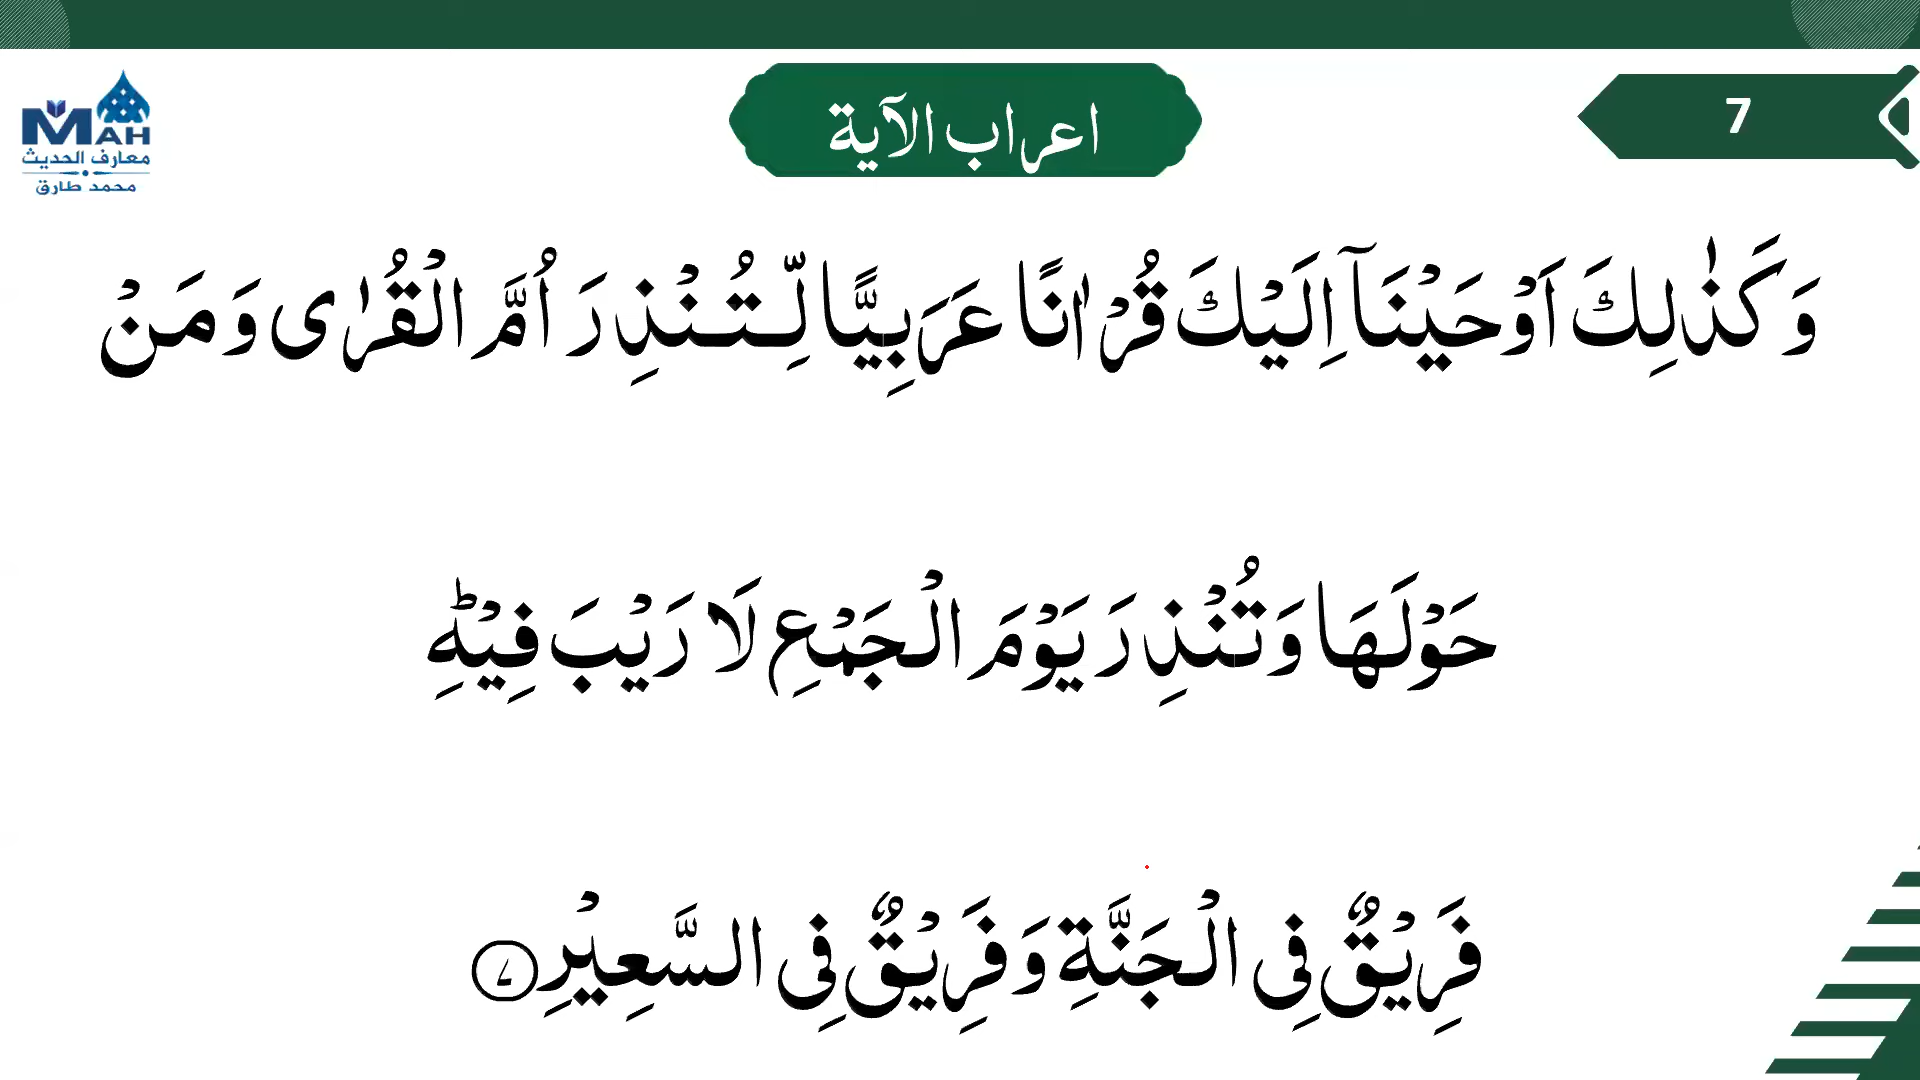 7
اعراب الآية
MAH
معارف الحديث
محمد طارق
وَكَذٰلِكَ اَوْحَيْنَآ اِلَيْكَ قُرْاٰنًا عَرَبِيًّا لِّتُنْذِرَ اُمَّ الْقُرٰى وَمَنْ
حَوْلَهَا وَتُنْذِرَ يَوْمَ الْجَمْعِ لَا رَيْبَ فِيْهِؕ
فَرِيْقٌ فِى الْجَنَّةِ وَفَرِيْقٌ فِى السَّعِيْرِ ۷